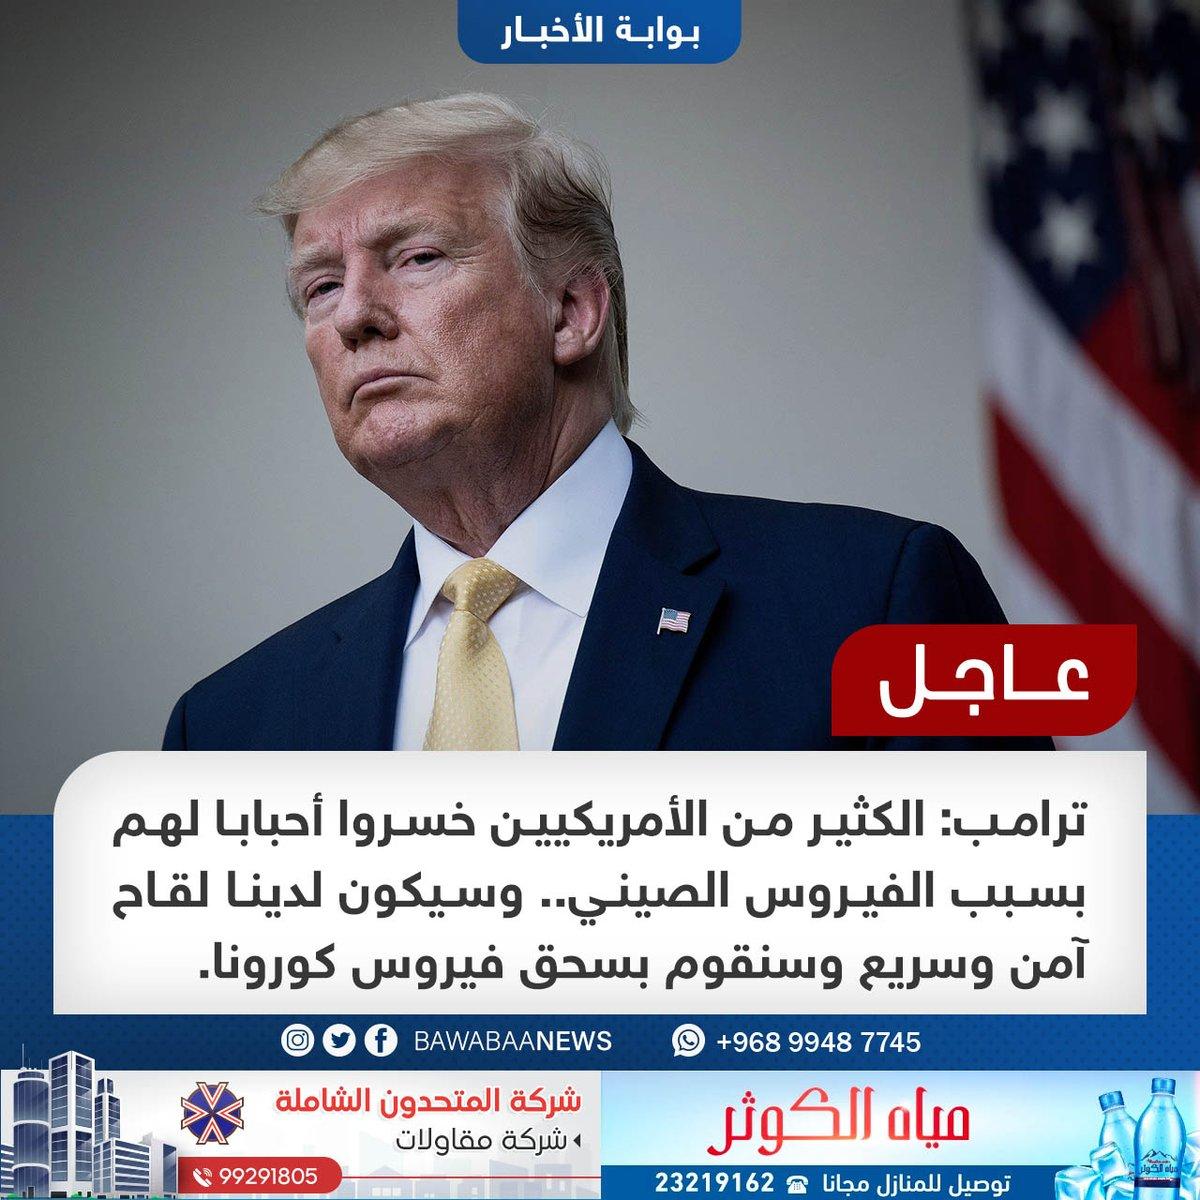 بوابة الأخبار
عاجل
ترامب: الكثير من الأمريكيين خسروا أحبابا لهم
بسبب الفيروس الصيني.. وسيكون لدينا لقاح
آمن وسريع وسنقوم بسحق فيروس كورونا.
BAWABAANEWS
+968 9948 7745
شركة المتحدون الشاملة
شركة مقاولات
99291805
مياه الكوثر
توصيل للمنازل مجانا 23219162
مياه الكوثر